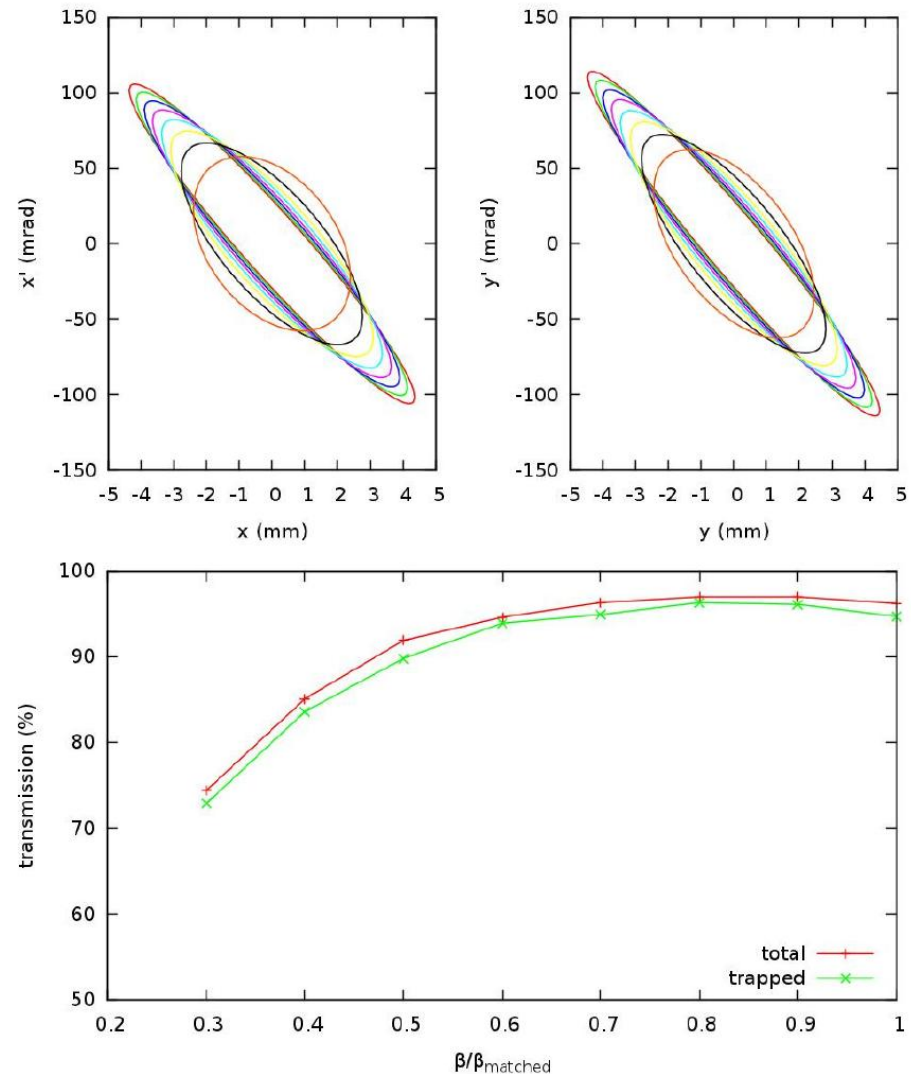 150
100
50
0
-50
-100
-150
x' (mrad)
-5 -4 -3 -2 -1 0 1 2 3 4 5
x (mm)
150
100
50
0
-50
-100
-150
y' (mrad)
-5 -4 -3 -2 -1 0 1 2 3 4 5
y (mm)
100
90
80
70
60
50
transmission (%)
total
trapped
0.2 0.3 0.4 0.5 0.6 0.7 0.8 0.9 1
β/βmatched